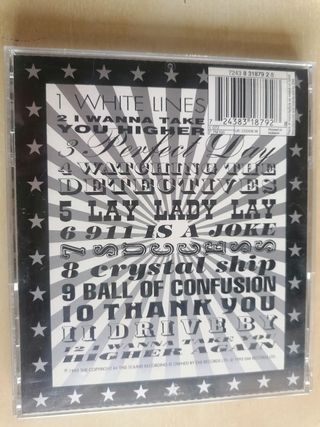 7243 8 31879 2 8
7 24383 18792 8
1 WHITE LINES
2 I WANNA TAKE
YOU HIGHER
3 Perfect Day
4 WATCHING THE
DETECTIVES
5 LAY LADY LAY
6 911 IS A JOKE
7 SUCCESS
8 crystal ship
9 BALL OF CONFUSION
10 THANK YOU
11 DRIVE BY
12 I WANNA TAKE YOU
HIGHER AGAIN